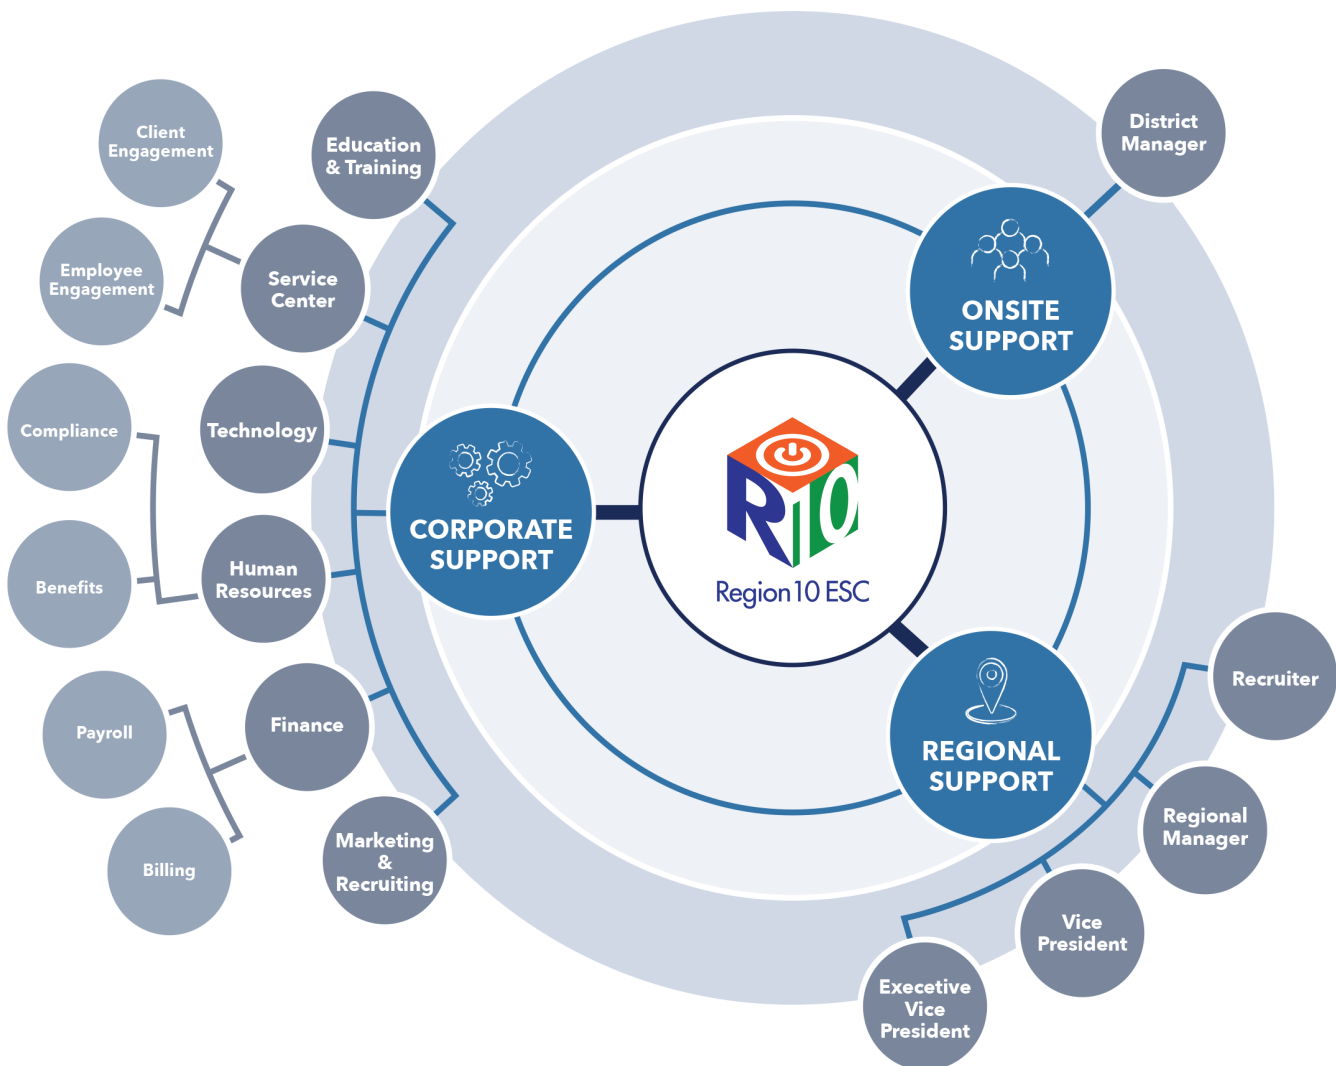 Client
Engagement
Employee
Engagement
Compliance
Benefits
Payroll
Billing
Education
& Training
Service
Center
Technology
Human
Resources
Finance
Marketing
&
Recruiting
CORPORATE
SUPPORT
R10
Region 10 ESC
ONSITE
SUPPORT
District
Manager
REGIONAL
SUPPORT
Recruiter
Regional
Manager
Vice
President
Execetive
Vice
President